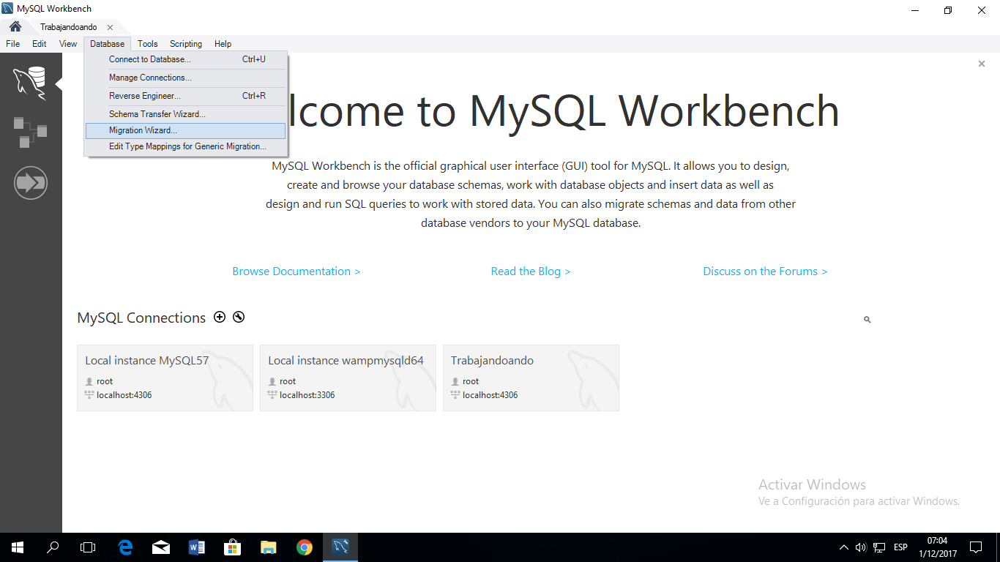 MySQL Workbench
Trabajandoando
File Edit View Database Tools Scripting Help
Connect to Database... Ctrl+U
Manage Connections...
Reverse Engineer... Ctrl+R
Schema Transfer Wizard...
Migration Wizard...
Edit Type Mappings for Generic Migration...
lcome to MySQL Workbench
MySQL Workbench is the official graphical user interface (GUI) tool for MySQL. It allows you to design,
create and browse your database schemas, work with database objects and insert data as well as
design and run SQL queries to work with stored data. You can also migrate schemas and data from other
database vendors to your MySQL database.
Browse Documentation > Read the Blog > Discuss on the Forums >
MySQL Connections
Local instance MySQL57
root
localhost:4306
Local instance wampmysqld64
root
localhost:3306
Trabajandoando
root
localhost:4306
Activar Windows
Ve a Configuración para activar Windows.
ESP
07:04
1/12/2017